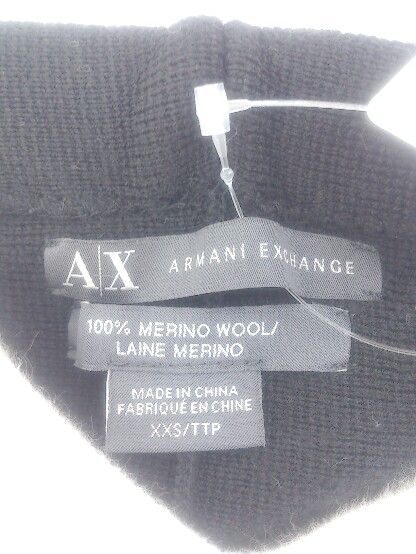 A|X ARMANI EXCHANGE
100% MERINO WOOL/
LAINE MERINO
MADE IN CHINA
FABRIQUÉ EN CHINE
XXS/TTP